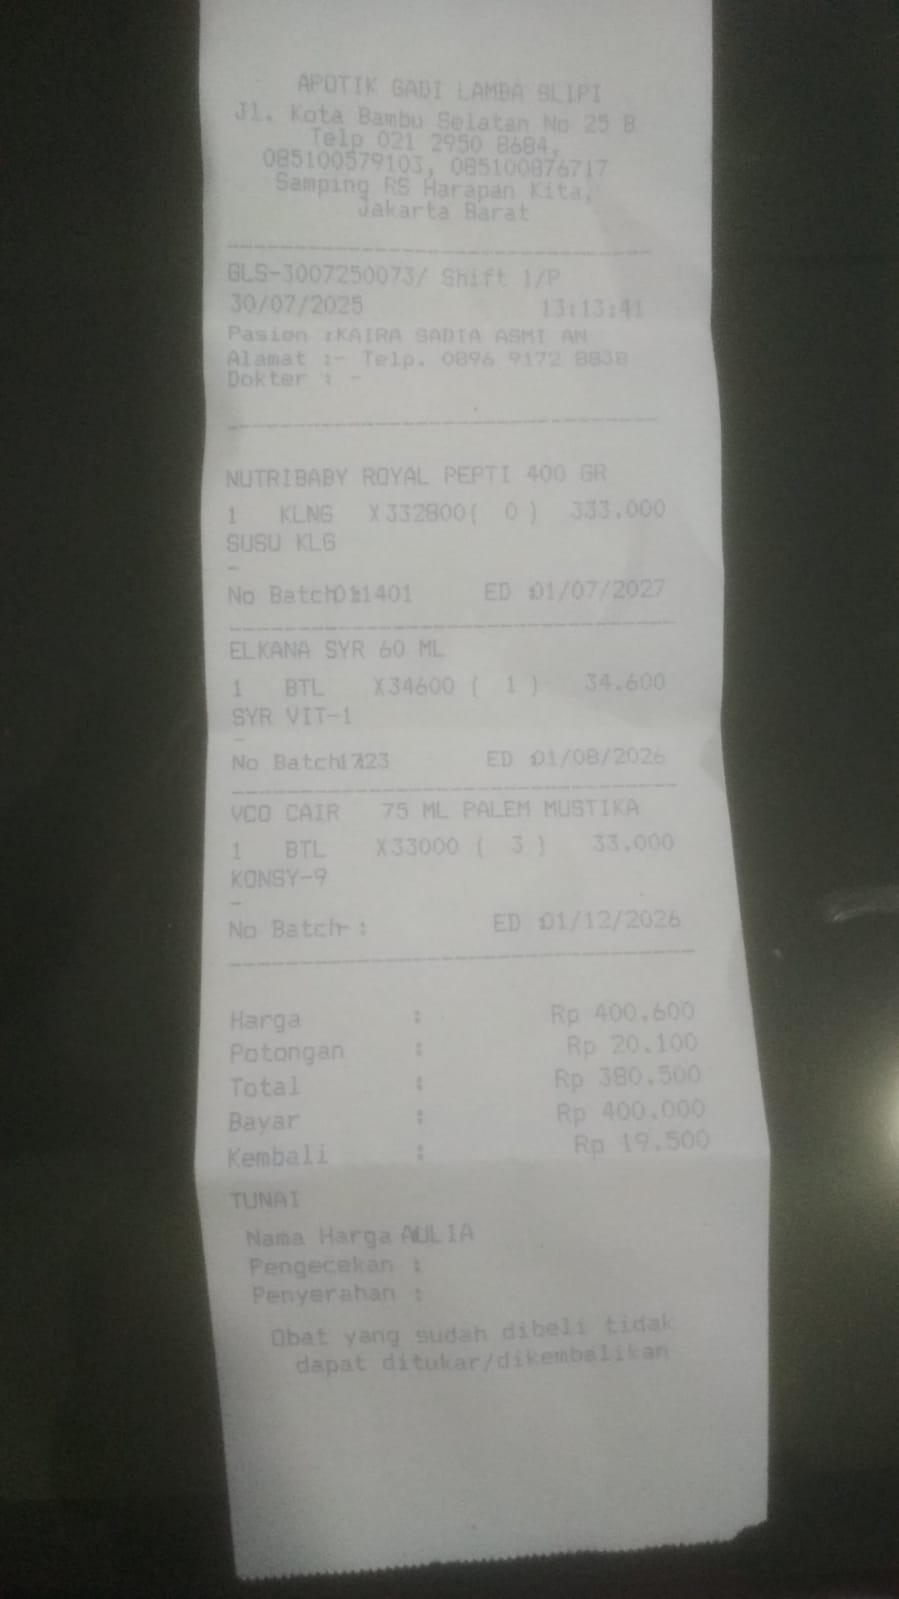 APOTIK GADI LAMBA SLIPI
Jl. Kota Bambu Selatan No 25 B
Telp 021 2950 8684,
085100579103, 085100876717
Samping RS Harapan Kita,
Jakarta Barat
GLS-3007250073/ Shift 1/P
30/07/2025 13:13:41
Pasien :KAIRA SADIA ASMI AN
Alamat :- Telp. 0896 9172 8838
Dokter : -
NUTRIBABY ROYAL PEPTI 400 GR
1 KLNG X332800( 0 ) 333.000
SUSU KLG
-
No Batch ED :01/07/2027
ELKANA SYR 60 ML
1 BTL X34600 ( 1 ) 34.600
SYR VIT-1
-
No Batch ED :01/08/2026
VCO CAIR 75 ML PALEM MUSTIKA
1 BTL X33000 ( 3 ) 33.000
KONSY-9
-
No Batch- : ED :01/12/2026
Harga : Rp 400.600
Potongan : Rp 20.100
Total : Rp 380.500
Bayar : Rp 400.000
Kembali : Rp 19.500
TUNAI
Nama Harga AULIA
Pengecekan :
Penyerahan :
Obat yang sudah dibeli tidak
dapat ditukar/dikembalikan